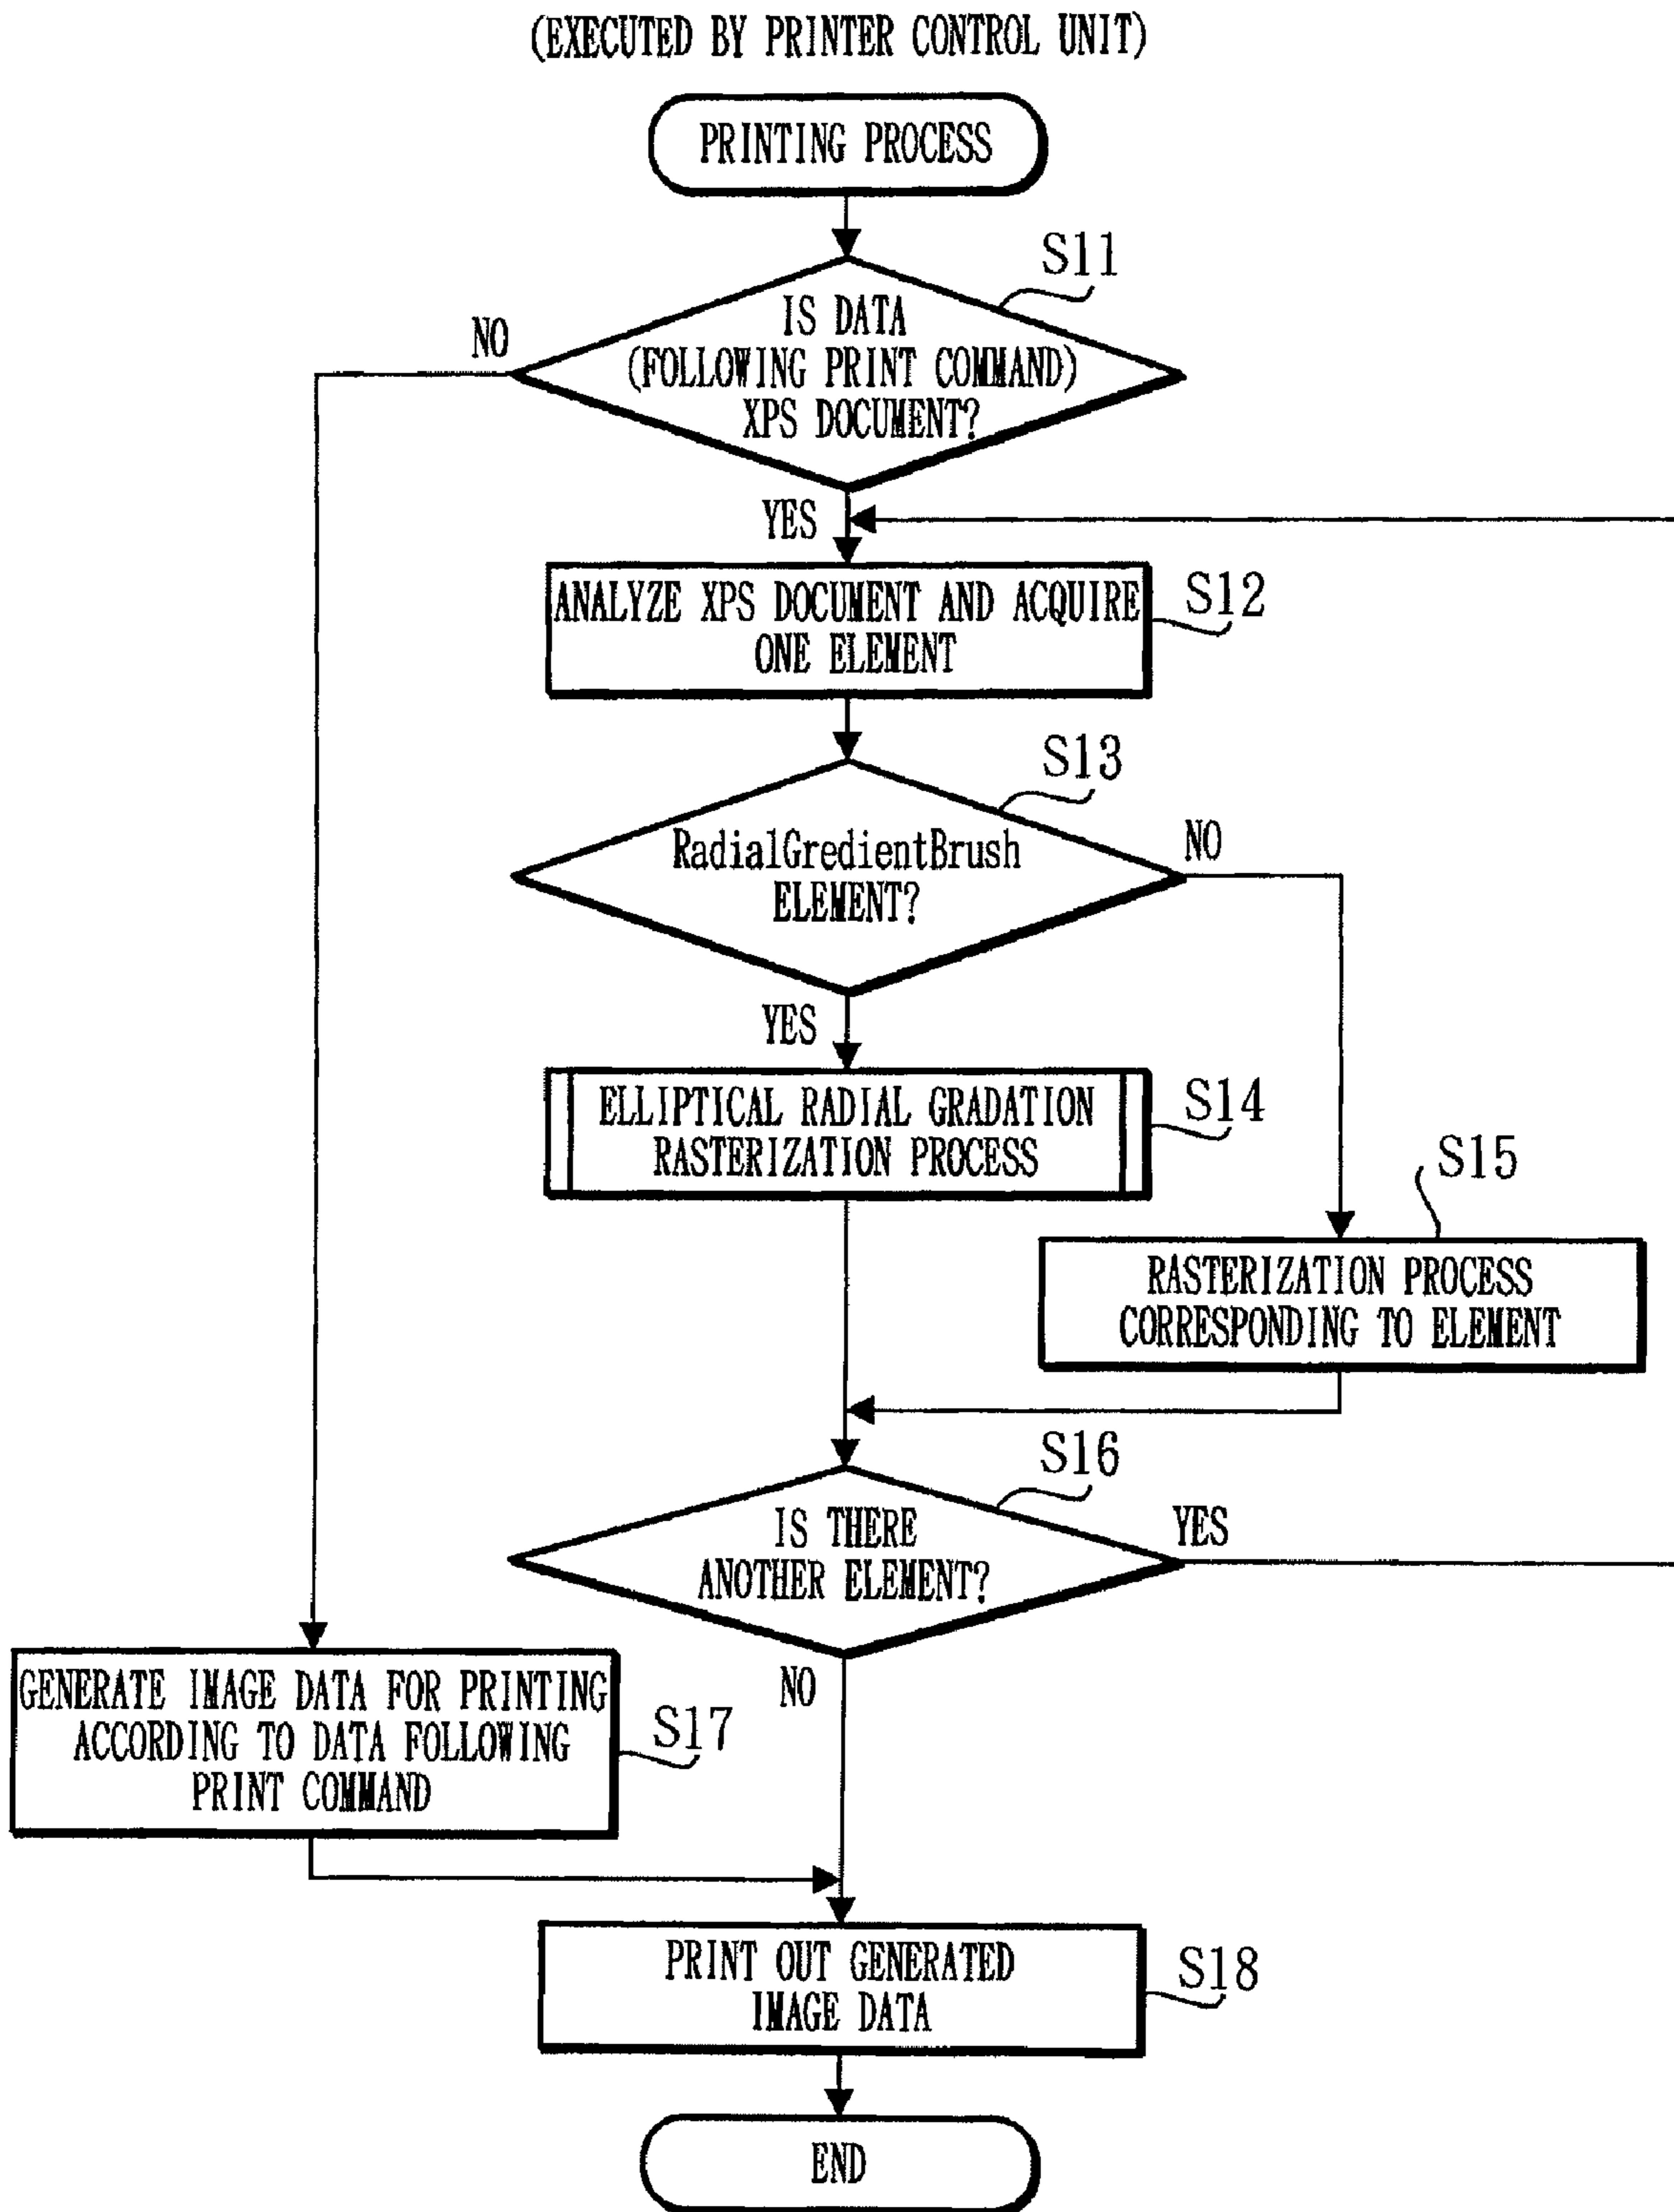 (EXECUTED BY PRINTER CONTROL UNIT)
PRINTING PROCESS
S11
IS DATA
(FOLLOWING PRINT COMMAND)
XPS DOCUMENT?
NO
YES
ANALYZE XPS DOCUMENT AND ACQUIRE
ONE ELEMENT
S12
S13
RadialGredientBrush
ELEMENT?
NO
YES
ELLIPTICAL RADIAL GRADATION
RASTERIZATION PROCESS
S14
S15
RASTERIZATION PROCESS
CORRESPONDING TO ELEMENT
S16
IS THERE
ANOTHER ELEMENT?
YES
NO
GENERATE IMAGE DATA FOR PRINTING
ACCORDING TO DATA FOLLOWING
PRINT COMMAND
S17
PRINT OUT GENERATED
IMAGE DATA
S18
END